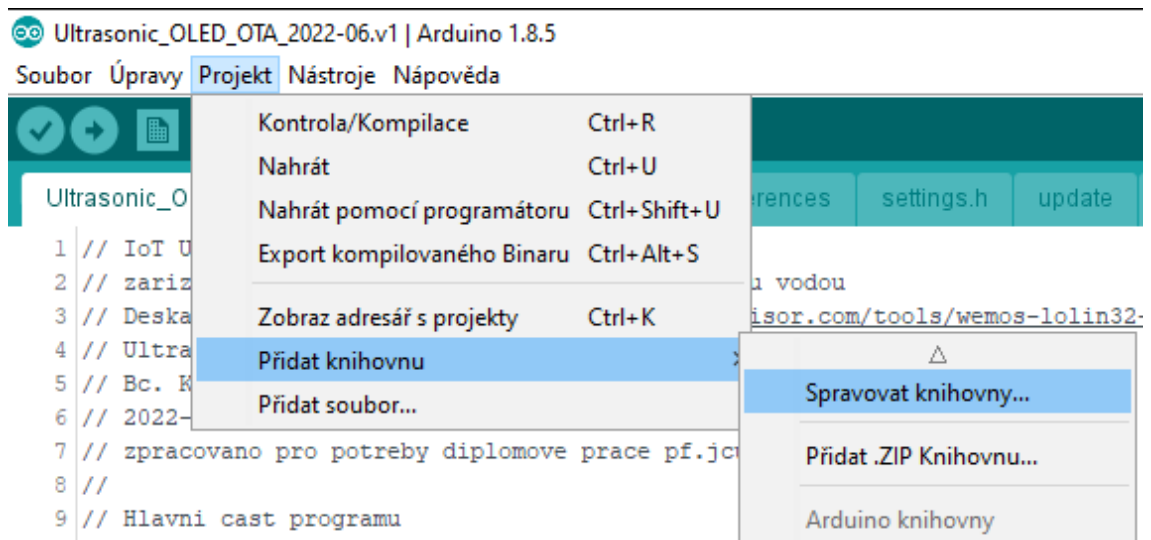 Ultrasonic_OLED_OTA_2022-06.v1 | Arduino 1.8.5
Soubor Úpravy Projekt Nástroje Nápověda
Kontrola/Kompilace Ctrl+R
Nahrát Ctrl+U
Nahrát pomocí programátoru Ctrl+Shift+U
Export kompilovaného Binaru Ctrl+Alt+S
Zobraz adresář s projekty Ctrl+K
Přidat knihovnu
Přidat soubor...
Spravovat knihovny...
Přidat .ZIP Knihovnu...
Arduino knihovny
Ultrasonic_O erences settings.h update
1 // IoT U
2 // zariz u vodou
3 // Deska isor.com/tools/wemos-lolin32-
4 // Ultra
5 // Bc. K
6 // 2022-
7 // zpracovano pro potreby diplomove prace pf.jcu
8 //
9 // Hlavni cast programu